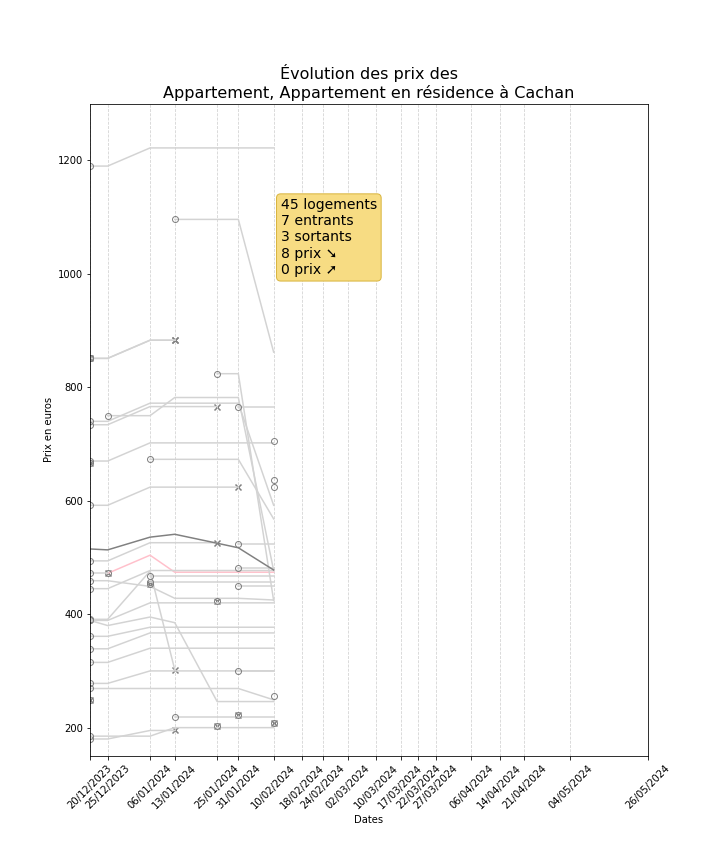 Évolution des prix des
Appartement, Appartement en résidence à Cachan
1200
1000
800
600
400
200
Prix en euros
45 logements
7 entrants
3 sortants
8 prix ➘
0 prix ➚
20/12/2023
25/12/2023
06/01/2024
13/01/2024
25/01/2024
31/01/2024
10/02/2024
18/02/2024
24/02/2024
02/03/2024
10/03/2024
17/03/2024
22/03/2024
27/03/2024
06/04/2024
14/04/2024
21/04/2024
04/05/2024
26/05/2024
Dates